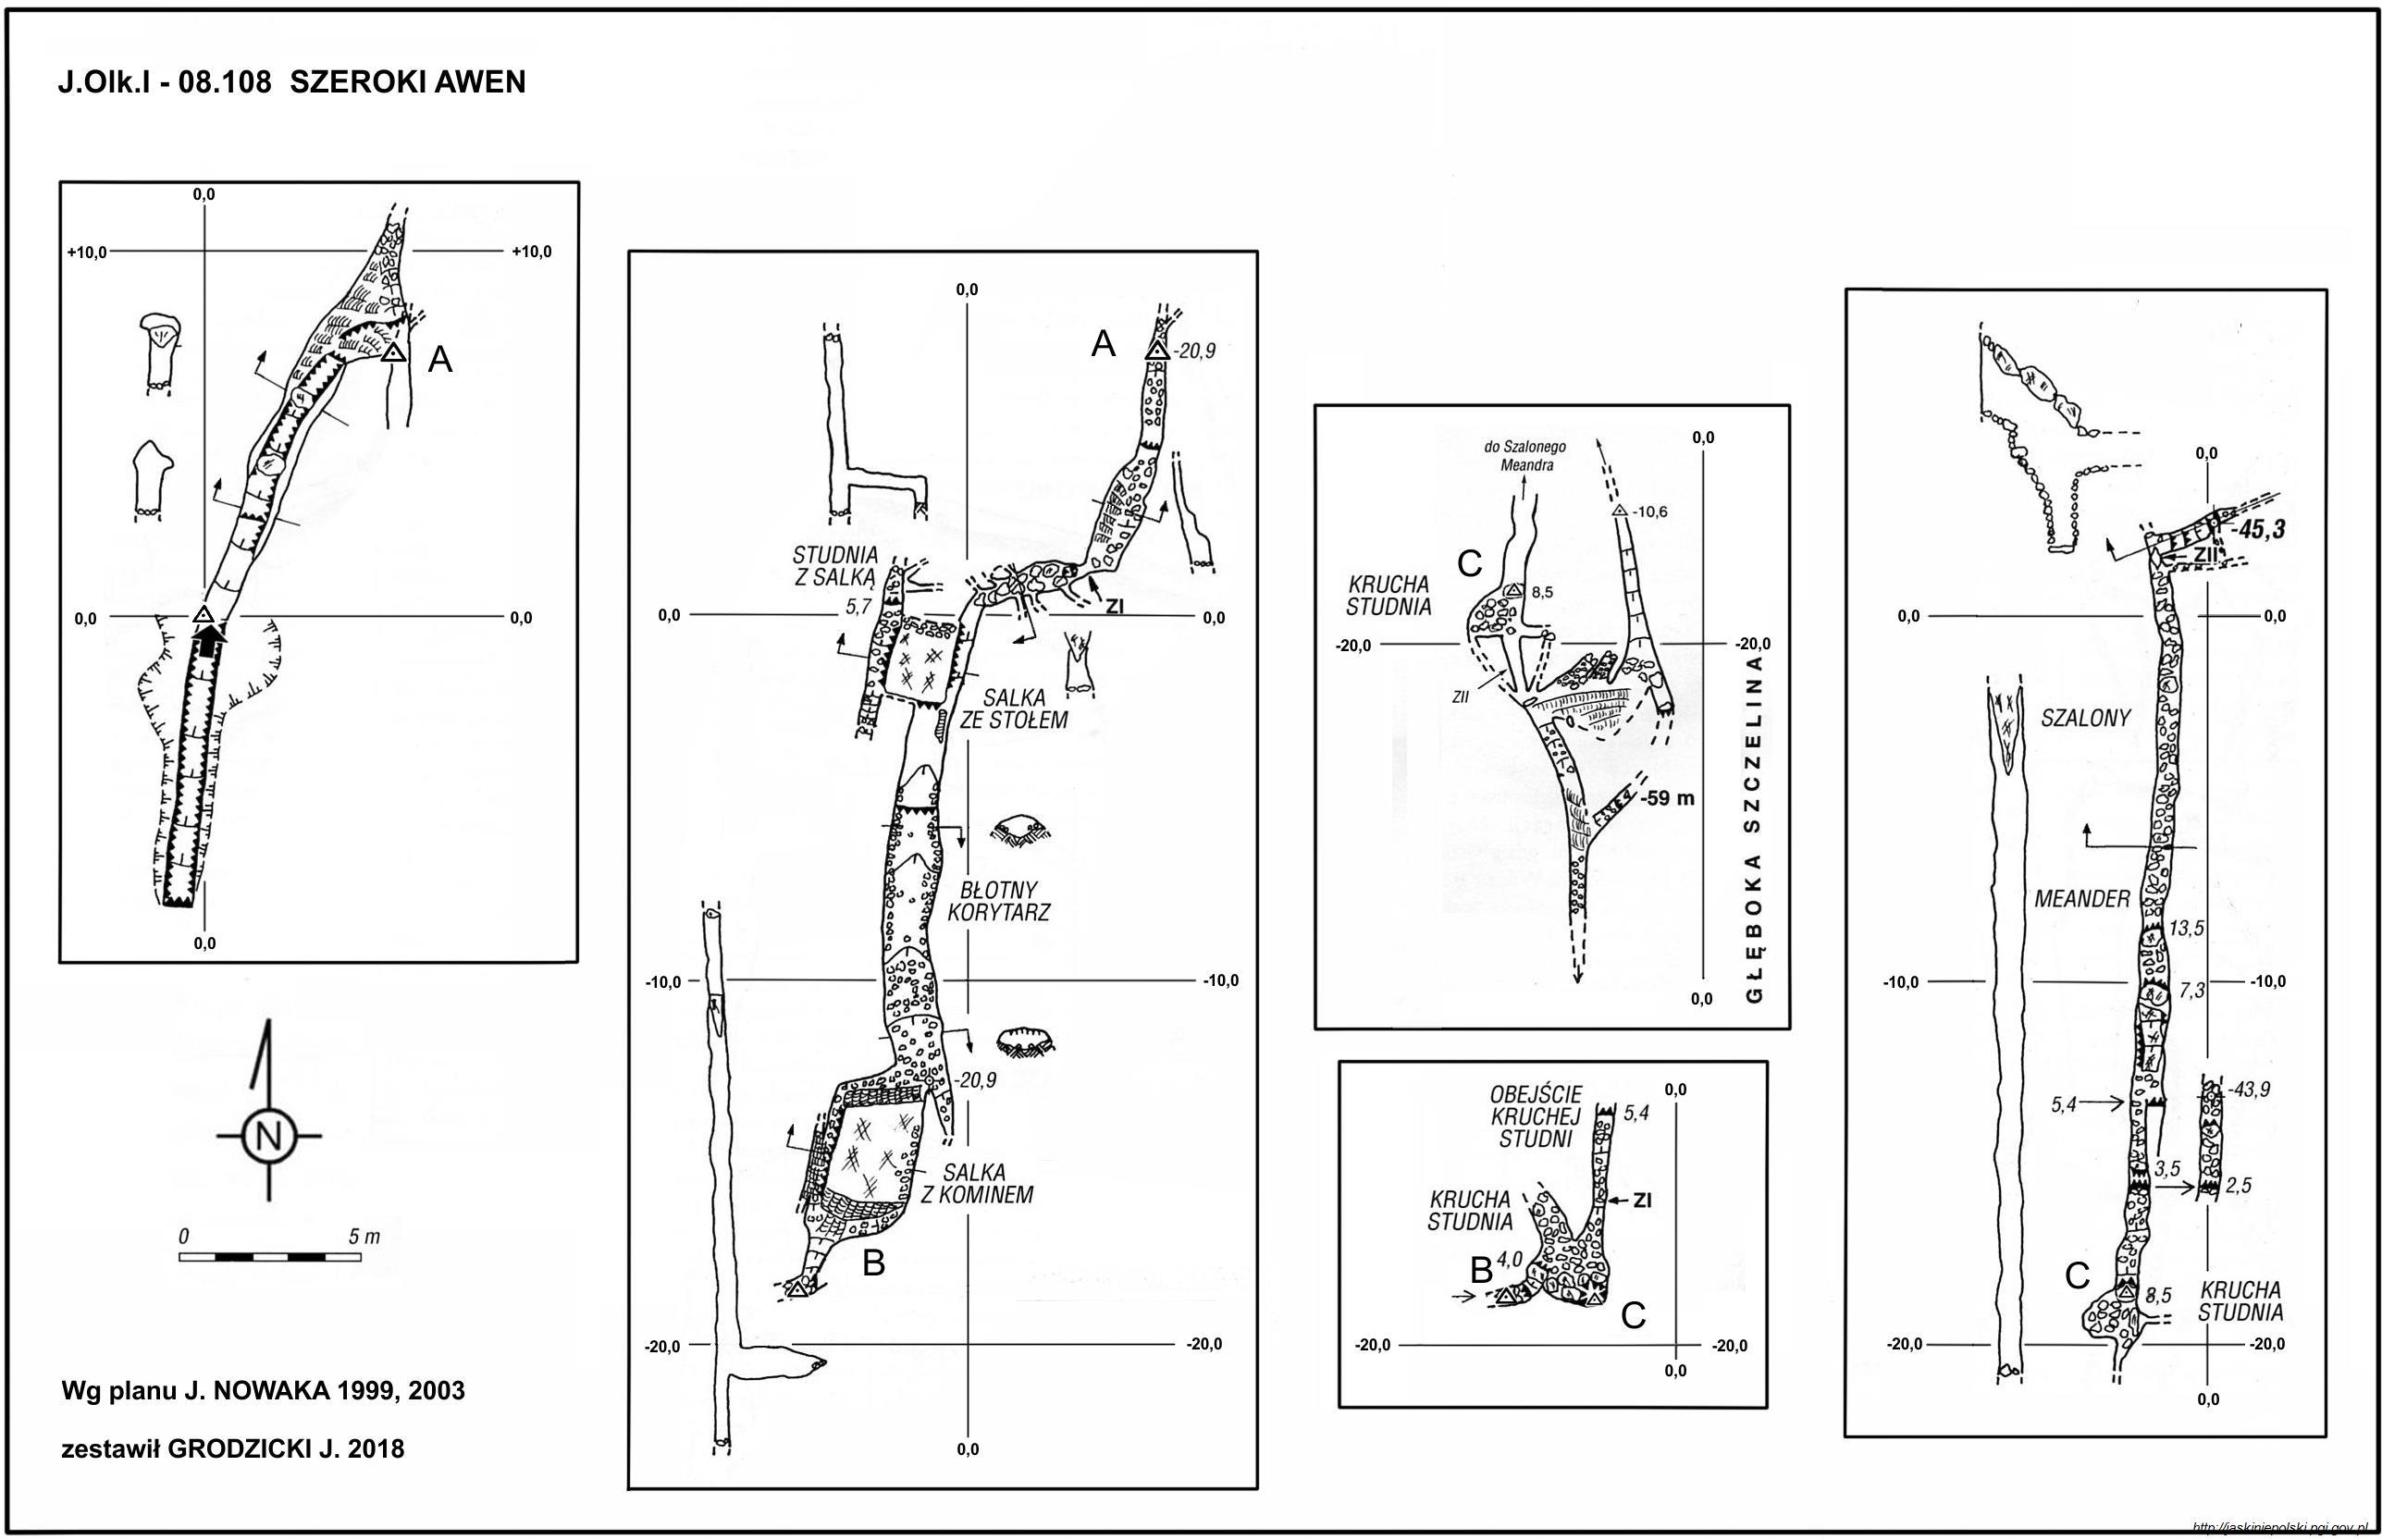 J.Olk.I - 08.108 SZEROKI AWEN
0,0
+10,0
+10,0
A
0,0
0,0
0,0
N
0
5 m
Wg planu J. NOWAKA 1999, 2003
zestawił GRODZICKI J. 2018
0,0
A
-20,9
STUDNIA
Z SALKĄ
5,7
ZI
0,0
0,0
SALKA
ZE STOŁEM
BŁOTNY
KORYTARZ
-10,0
-10,0
-20,9
SALKA
Z KOMINEM
B
-20,0
-20,0
0,0
do Szalonego
Meandra
0,0
-10,6
C
KRUCHA
STUDNIA
8,5
-20,0
-20,0
ZII
-59 m
GŁĘBOKA SZCZELINA
0,0
OBEJŚCIE
KRUCHEJ
STUDNI
0,0
5,4
KRUCHA
STUDNIA
ZI
B
4,0
C
-20,0
-20,0
0,0
0,0
-45,3
ZII
0,0
0,0
SZALONY
MEANDER
13,5
-10,0
7,3
-10,0
5,4
-43,9
3,5
2,5
C
8,5
KRUCHA
STUDNIA
-20,0
-20,0
0,0
http://jaskiniepolski.pgi.gov.pl